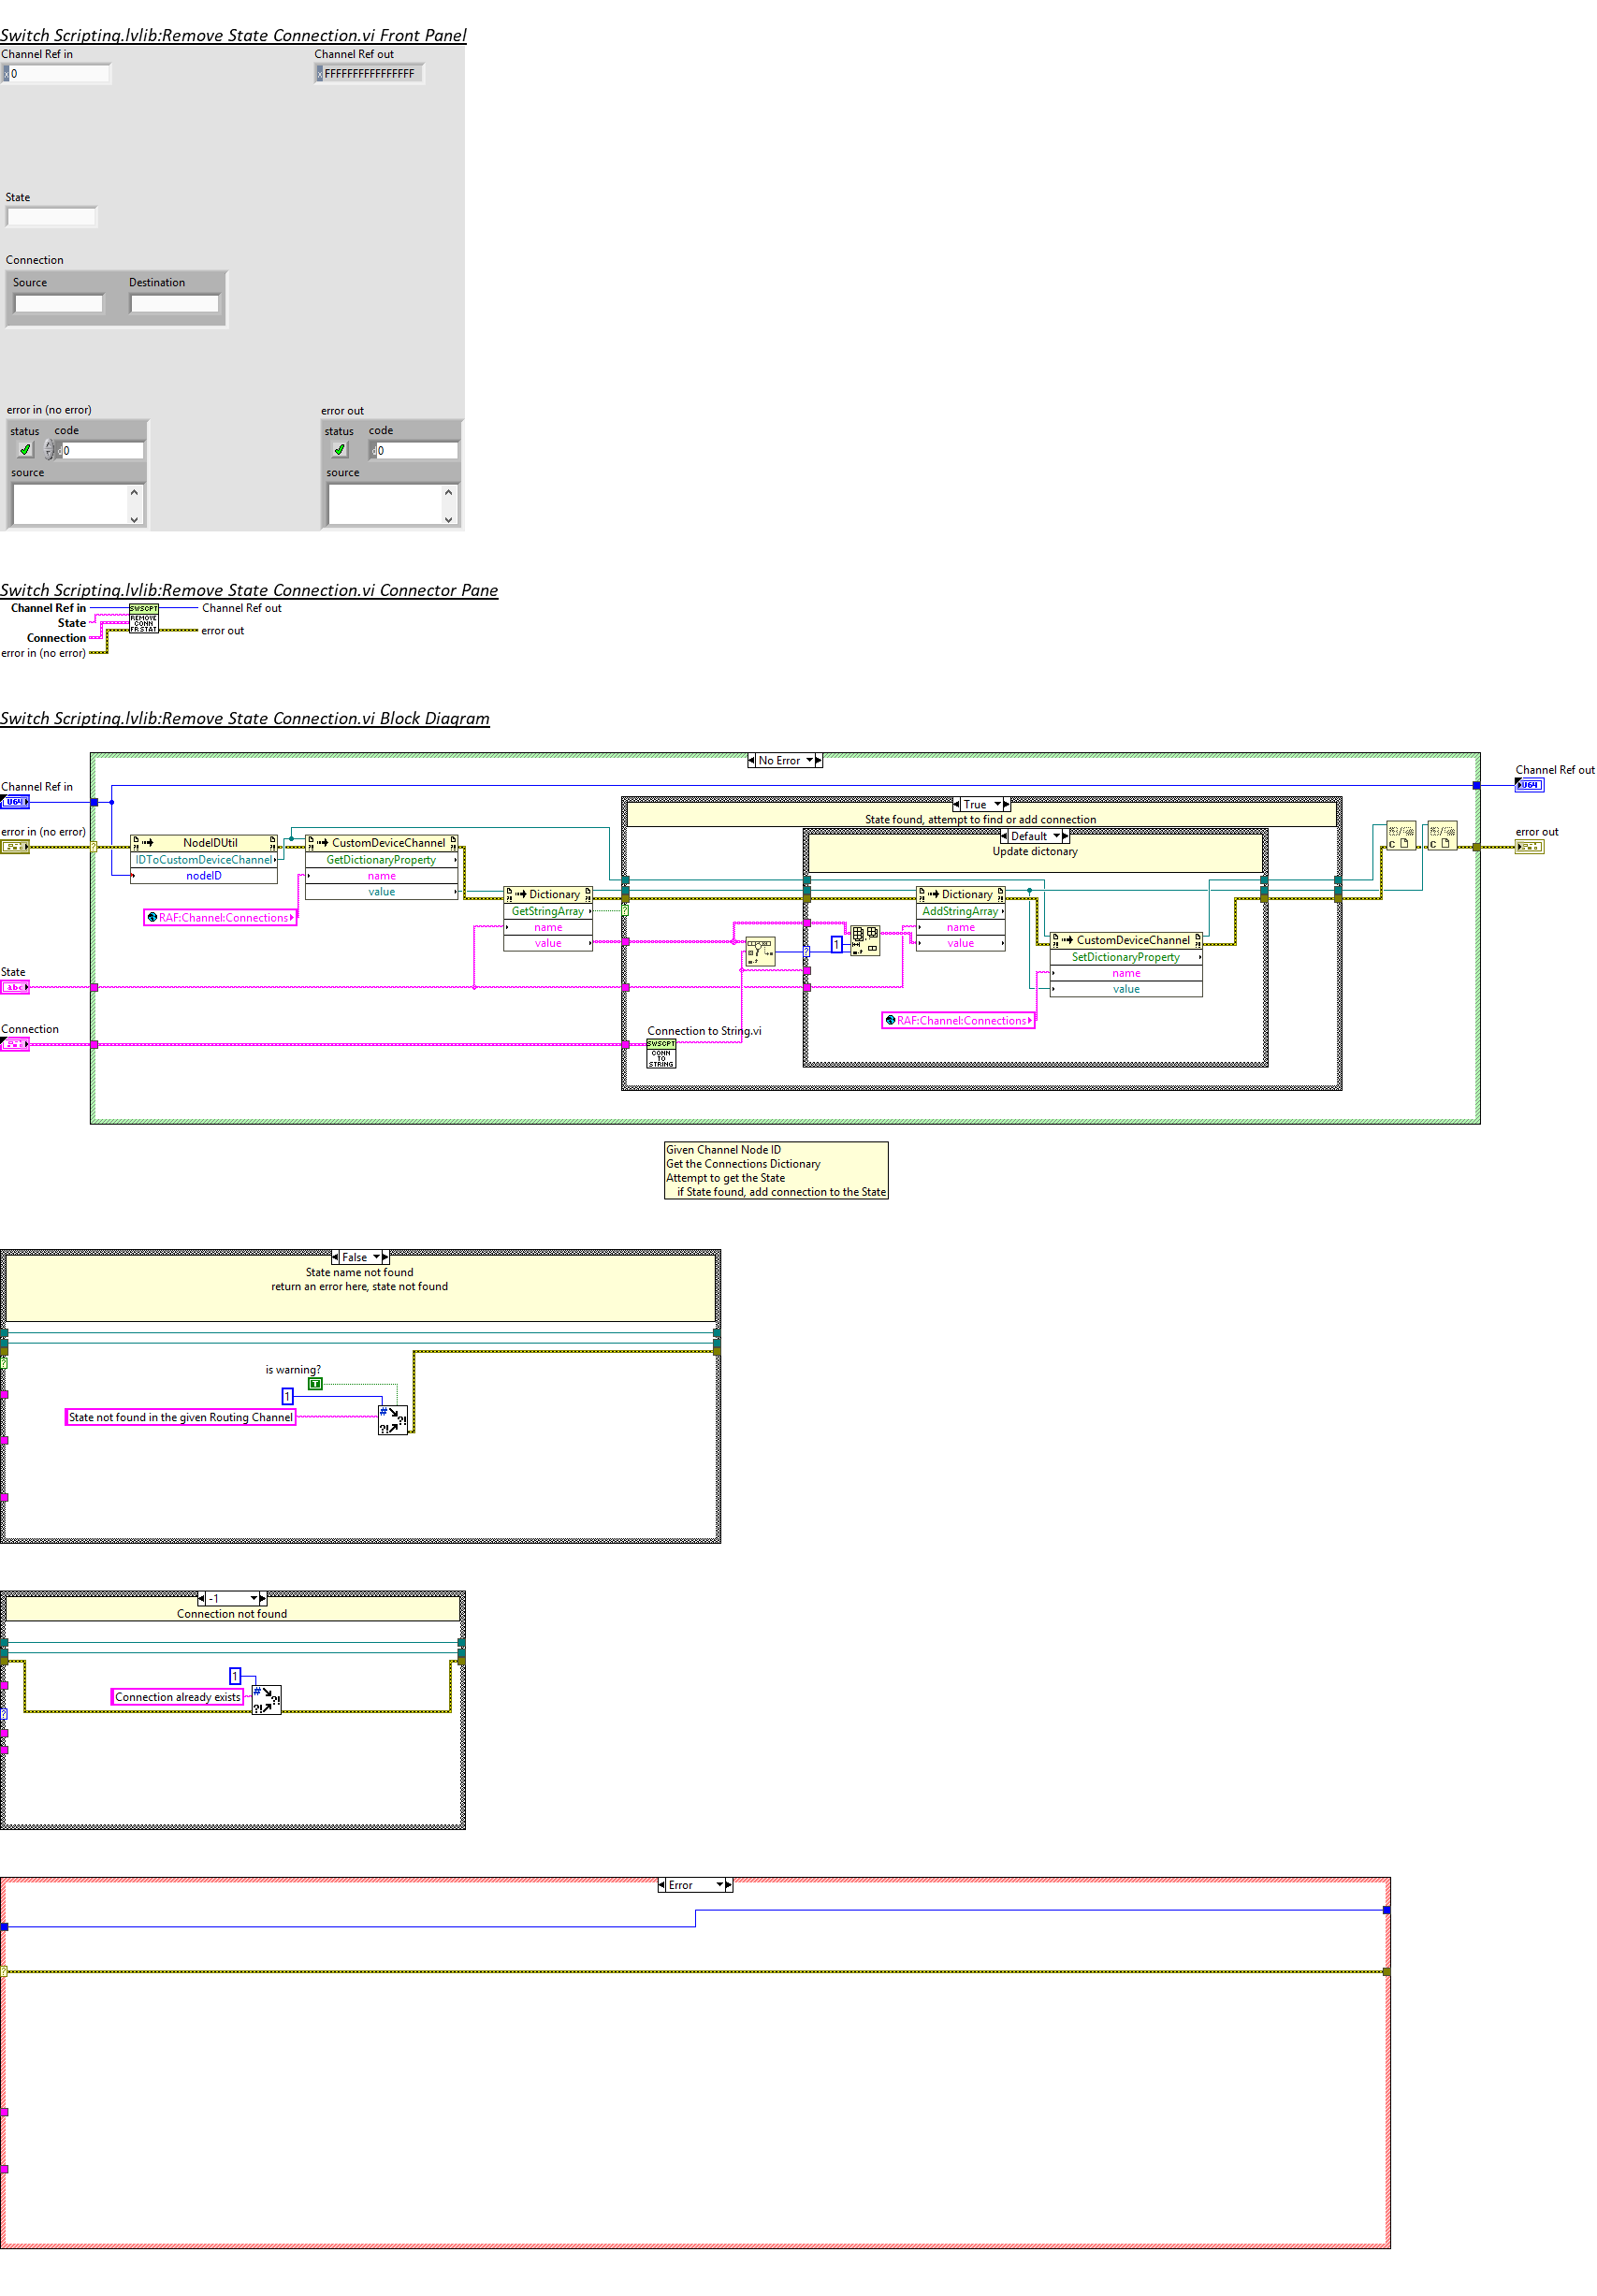 Switch Scripting.lvlib:Remove State Connection.vi Front Panel
Channel Ref in
Channel Ref out
x 0
x FFFFFFFFFFFFFFFF
State
Connection
Source
Destination
error in (no error)
error out
status
code
status
code
d 0
d 0
source
source
Switch Scripting.lvlib:Remove State Connection.vi Connector Pane
Channel Ref in
SWSCPT
Channel Ref out
State
REMOVE
CONN
FR STAT
error out
Connection
error in (no error)
Switch Scripting.lvlib:Remove State Connection.vi Block Diagram
No Error
Channel Ref in
Channel Ref out
U64
U64
True
State found, attempt to find or add connection
error in (no error)
error out
NodeIDUtil
CustomDeviceChannel
Default
Update dictonary
IDToCustomDeviceChannel
GetDictionaryProperty
nodeID
name
value
Dictionary
Dictionary
GetStringArray
AddStringArray
RAF:Channel:Connections
name
name
value
value
1
CustomDeviceChannel
SetDictionaryProperty
State
name
abc
value
RAF:Channel:Connections
Connection
Connection to String.vi
SWSCPT
CONN
TO
STRING
Given Channel Node ID
Get the Connections Dictionary
Attempt to get the State
if State found, add connection to the State
False
State name not found
return an error here, state not found
is warning?
T
1
State not found in the given Routing Channel
-1
Connection not found
1
Connection already exists
Error